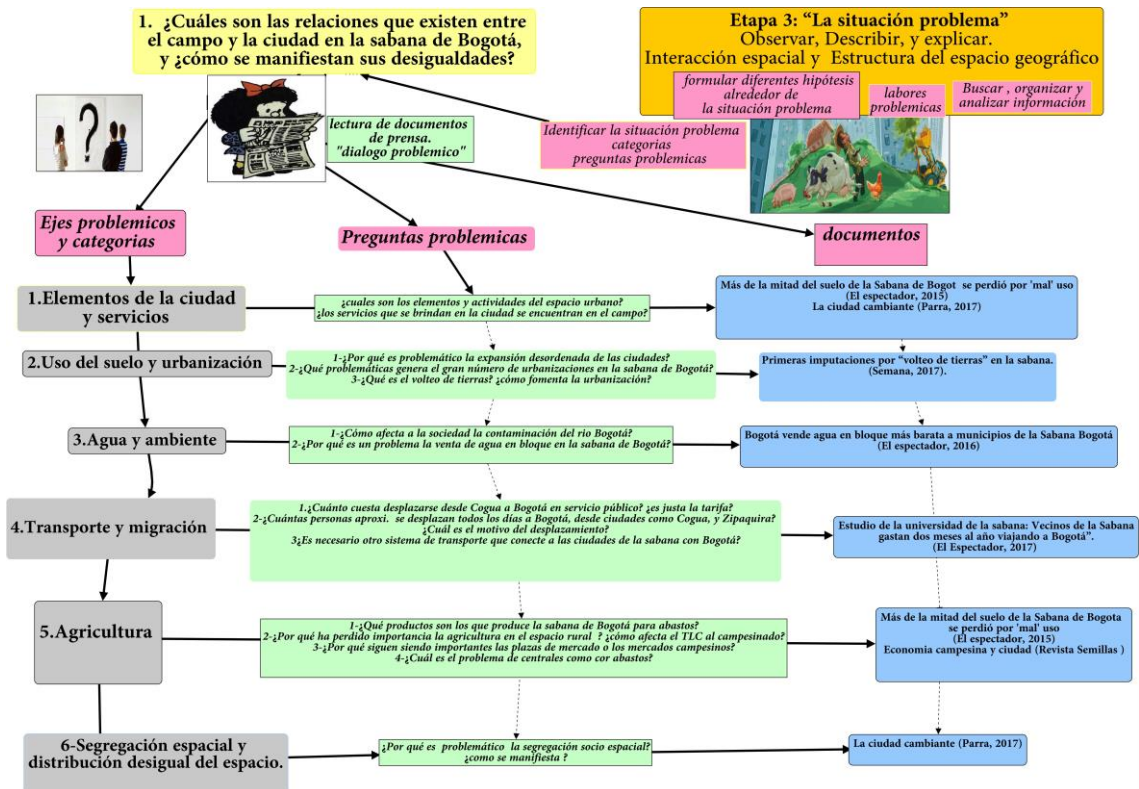 1. ¿Cuáles son las relaciones que existen entre
el campo y la ciudad en la sabana de Bogotá,
y ¿cómo se manifiestan sus desigualdades?
Etapa 3: “La situación problema”
Observar, Describir, y explicar.
Interacción espacial y Estructura del espacio geográfico
formular diferentes hipótesis
alrededor de
la situación problema
labores
problemicas
Buscar , organizar y
analizar información
lectura de documentos
de prensa.
"dialogo problemico"
Identificar la situación problema
categorias
preguntas problemicas
Ejes problemicos
y categorias
Preguntas problemicas
documentos
1.Elementos de la ciudad
y servicios
¿cuales son los elementos y actividades del espacio urbano?
¿los servicios que se brindan en la ciudad se encuentran en el campo?
Más de la mitad del suelo de la Sabana de Bogot se perdió por 'mal' uso
(El espectador, 2015)
La ciudad cambiante (Parra, 2017)
2.Uso del suelo y urbanización
1-¿Por qué es problemático la expansión desordenada de las ciudades?
2-¿Qué problemáticas genera el gran número de urbanizaciones en la sabana de Bogotá?
3-¿Qué es el volteo de tierras? ¿cómo fomenta la urbanización?
Primeras imputaciones por “volteo de tierras” en la sabana.
(Semana, 2017).
3.Agua y ambiente
1-¿Cómo afecta a la sociedad la contaminación del rio Bogotá?
2-¿Por qué es un problema la venta de agua en bloque en la sabana de Bogotá?
Bogotá vende agua en bloque más barata a municipios de la Sabana Bogotá
(El espectador, 2016)
4.Transporte y migración
1.¿Cuánto cuesta desplazarse desde Cogua a Bogotá en servicio público? ¿es justa la tarifa?
2-¿Cuántas personas aproxi. se desplazan todos los días a Bogotá, desde ciudades como Cogua, y Zipaquira?
¿Cuál es el motivo del desplazamiento?
3¿Es necesario otro sistema de transporte que conecte a las ciudades de la sabana con Bogotá?
Estudio de la universidad de la sabana: Vecinos de la Sabana
gastan dos meses al año viajando a Bogotá”.
(El Espectador, 2017)
5.Agricultura
1-¿Qué productos son los que produce la sabana de Bogotá para abastos?
2-¿Por qué ha perdido importancia la agricultura en el espacio rural ? ¿cómo afecta el TLC al campesinado?
3-¿Por qué siguen siendo importantes las plazas de mercado o los mercados campesinos?
4-¿Cuál es el problema de centrales como cor abastos?
Más de la mitad del suelo de la Sabana de Bogota
se perdió por 'mal' uso
(El espectador, 2015)
Economia campesina y ciudad (Revista Semillas )
6-Segregación espacial y
distribución desigual del espacio.
¿Por qué es problemático la segregación socio espacial?
¿como se manifiesta ?
La ciudad cambiante (Parra, 2017)